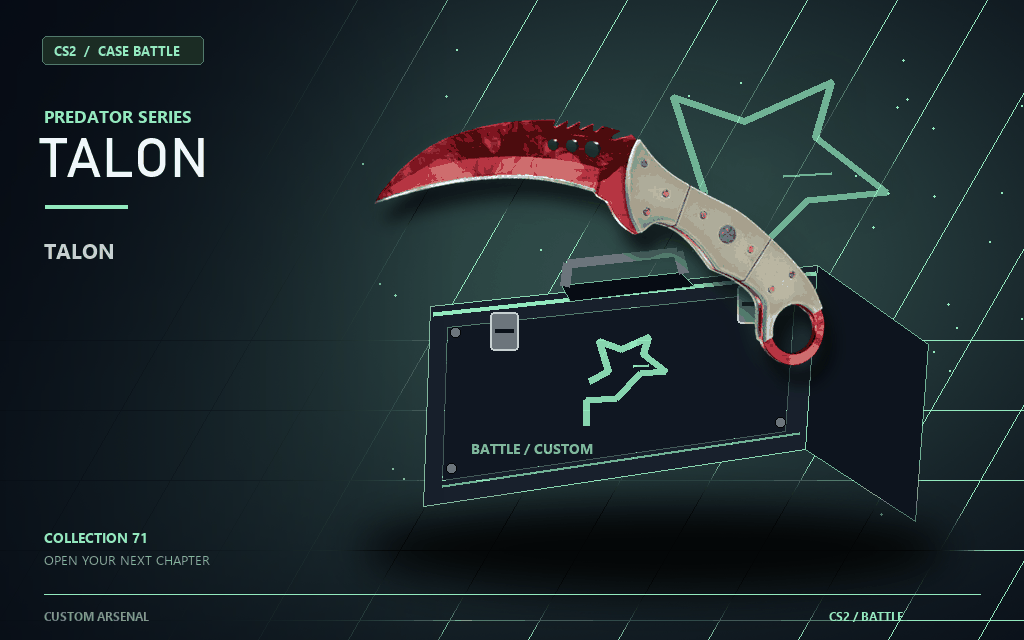 CS2 / CASE BATTLE
PREDATOR SERIES
TALON
TALON
BATTLE / CUSTOM
COLLECTION 71
OPEN YOUR NEXT CHAPTER
CUSTOM ARSENAL
CS2 / BATTLE